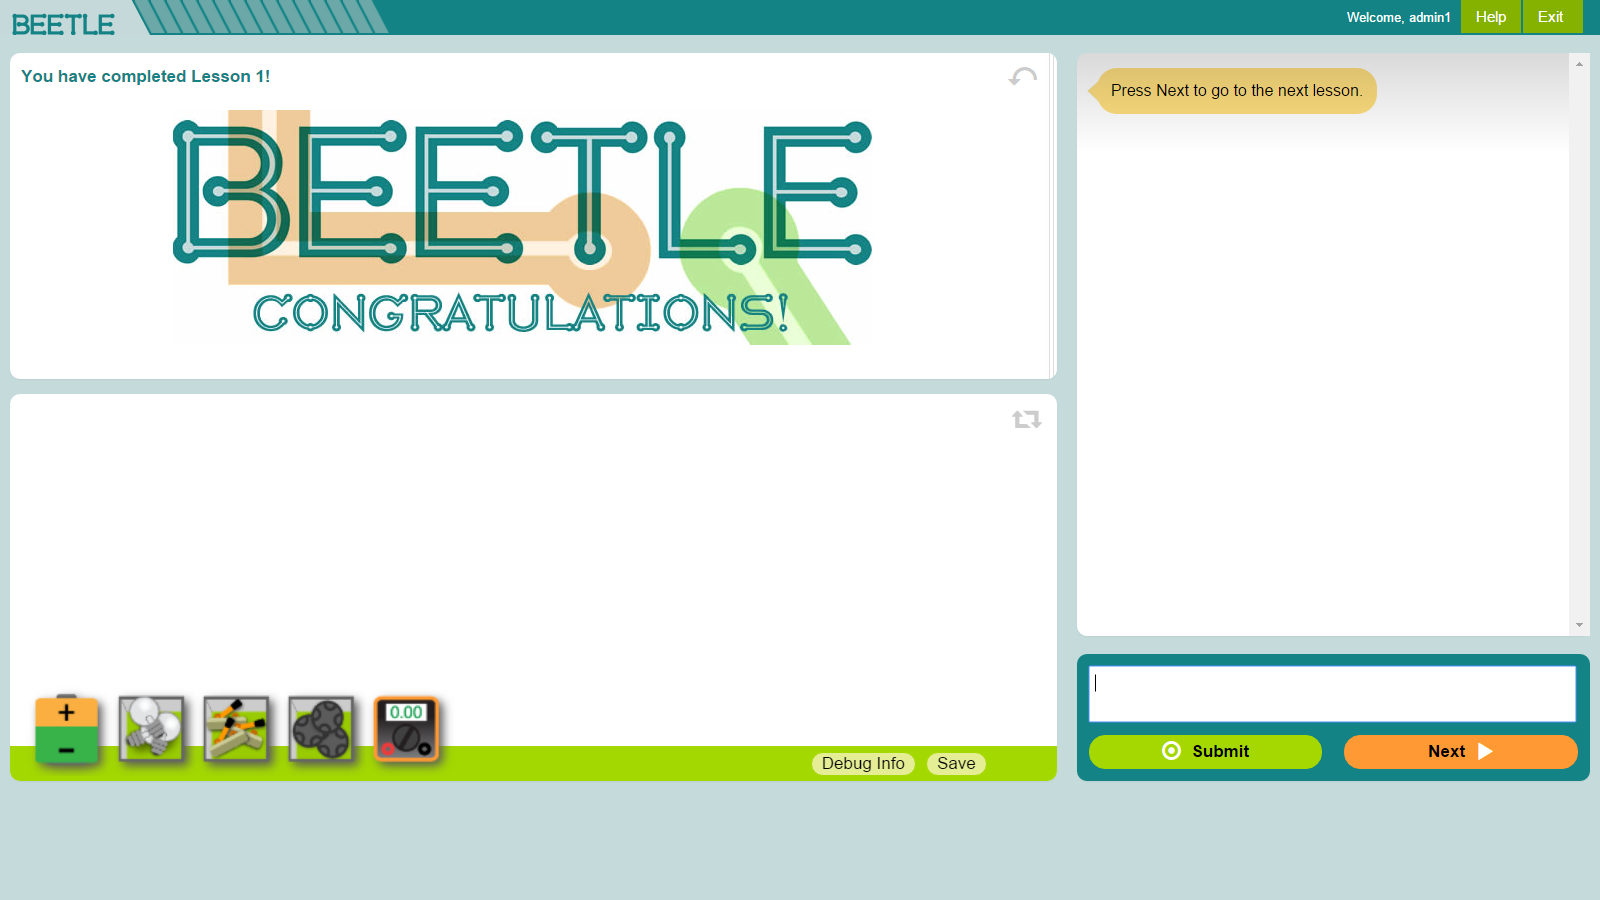 BEETLE
Welcome, admin1
Help
Exit
You have completed Lesson 1!
BEETLE
CONGRATULATIONS!
Press Next to go to the next lesson.
+
-
0.00
Debug Info
Save
Submit
Next